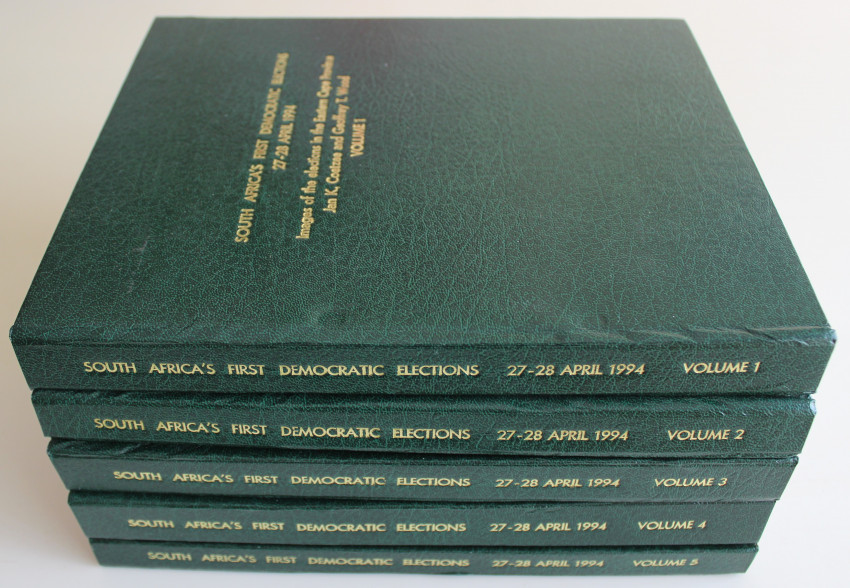 SOUTH AFRICA'S FIRST DEMOCRATIC ELECTIONS
27-28 APRIL 1994
Images of the elections in the Eastern Cape Province
Jan K. Coetzee and Geoffrey T. Wood
VOLUME 1
SOUTH AFRICA'S FIRST DEMOCRATIC ELECTIONS 27-28 APRIL 1994 VOLUME 1
SOUTH AFRICA'S FIRST DEMOCRATIC ELECTIONS 27-28 APRIL 1994 VOLUME 2
SOUTH AFRICA'S FIRST DEMOCRATIC ELECTIONS 27-28 APRIL 1994 VOLUME 3
SOUTH AFRICA'S FIRST DEMOCRATIC ELECTIONS 27-28 APRIL 1994 VOLUME 4
SOUTH AFRICA'S FIRST DEMOCRATIC ELECTIONS 27-28 APRIL 1994 VOLUME 5